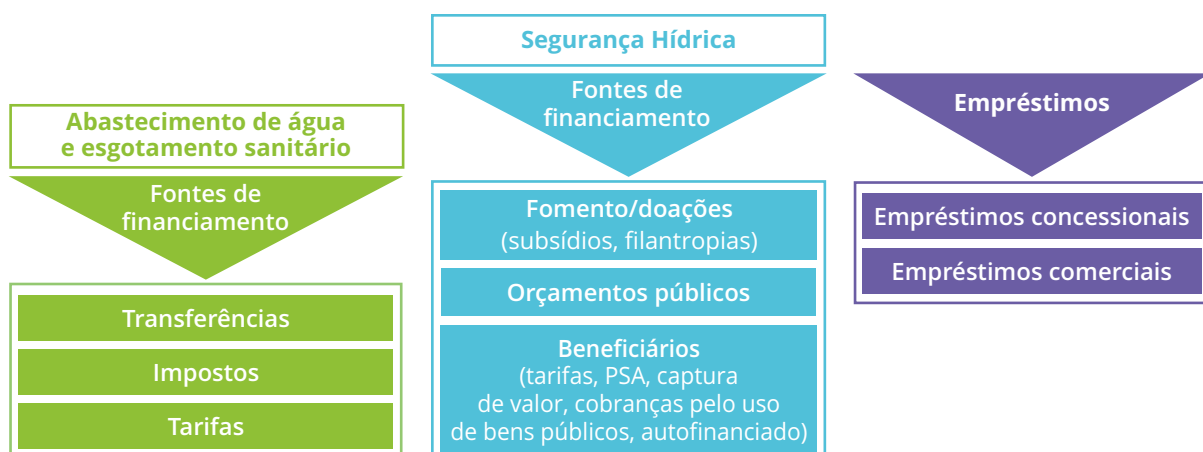 Abastecimento de água
e esgotamento sanitário
Fontes de
financiamento
Transferências
Impostos
Tarifas
Segurança Hídrica
Fontes de
financiamento
Fomento/doações
(subsídios, filantropias)
Orçamentos públicos
Beneficiários
(tarifas, PSA, captura
de valor, cobranças pelo uso
de bens públicos, autofinanciado)
Empréstimos
Empréstimos concessionais
Empréstimos comerciais